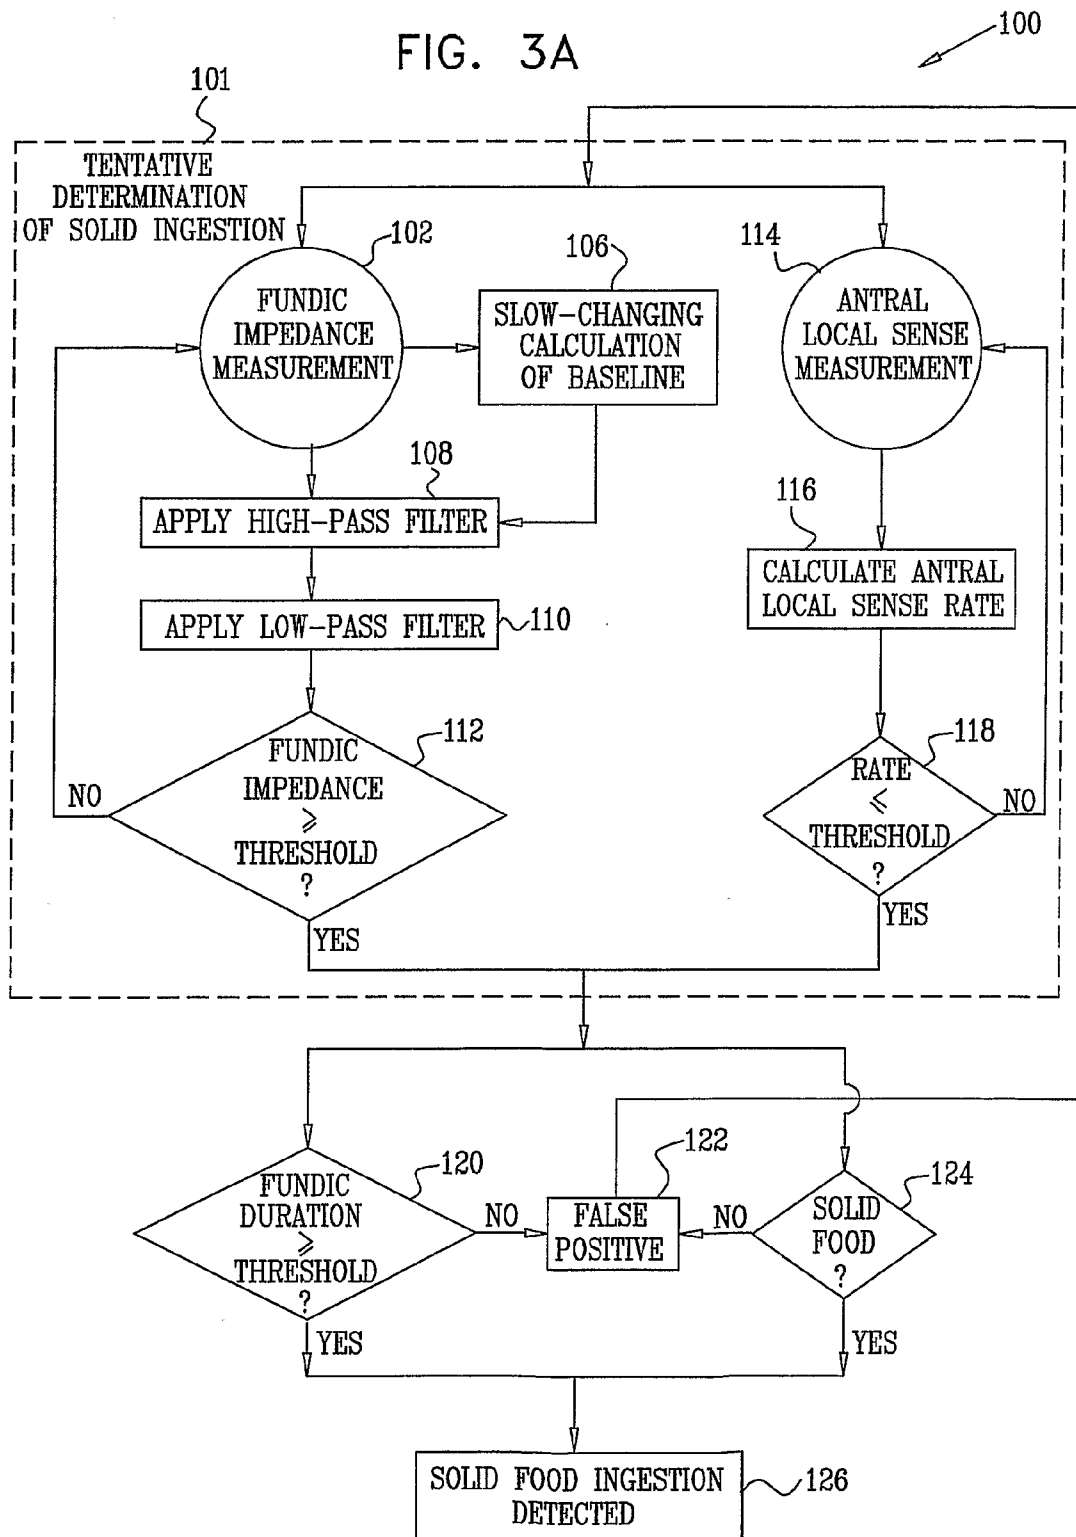 FIG. 3A
100
101
TENTATIVE
DETERMINATION
OF SOLID INGESTION
102
FUNDIC
IMPEDANCE
MEASUREMENT
106
SLOW-CHANGING
CALCULATION
OF BASELINE
114
ANTRAL
LOCAL SENSE
MEASUREMENT
108
APPLY HIGH-PASS FILTER
116
CALCULATE ANTRAL
LOCAL SENSE RATE
APPLY LOW-PASS FILTER
110
112
FUNDIC
IMPEDANCE
⩾
THRESHOLD
?
NO
YES
118
RATE
⩽
THRESHOLD
?
NO
YES
120
FUNDIC
DURATION
⩾
THRESHOLD
?
NO
YES
122
FALSE
POSITIVE
124
SOLID
FOOD
?
NO
YES
SOLID FOOD INGESTION
DETECTED
126